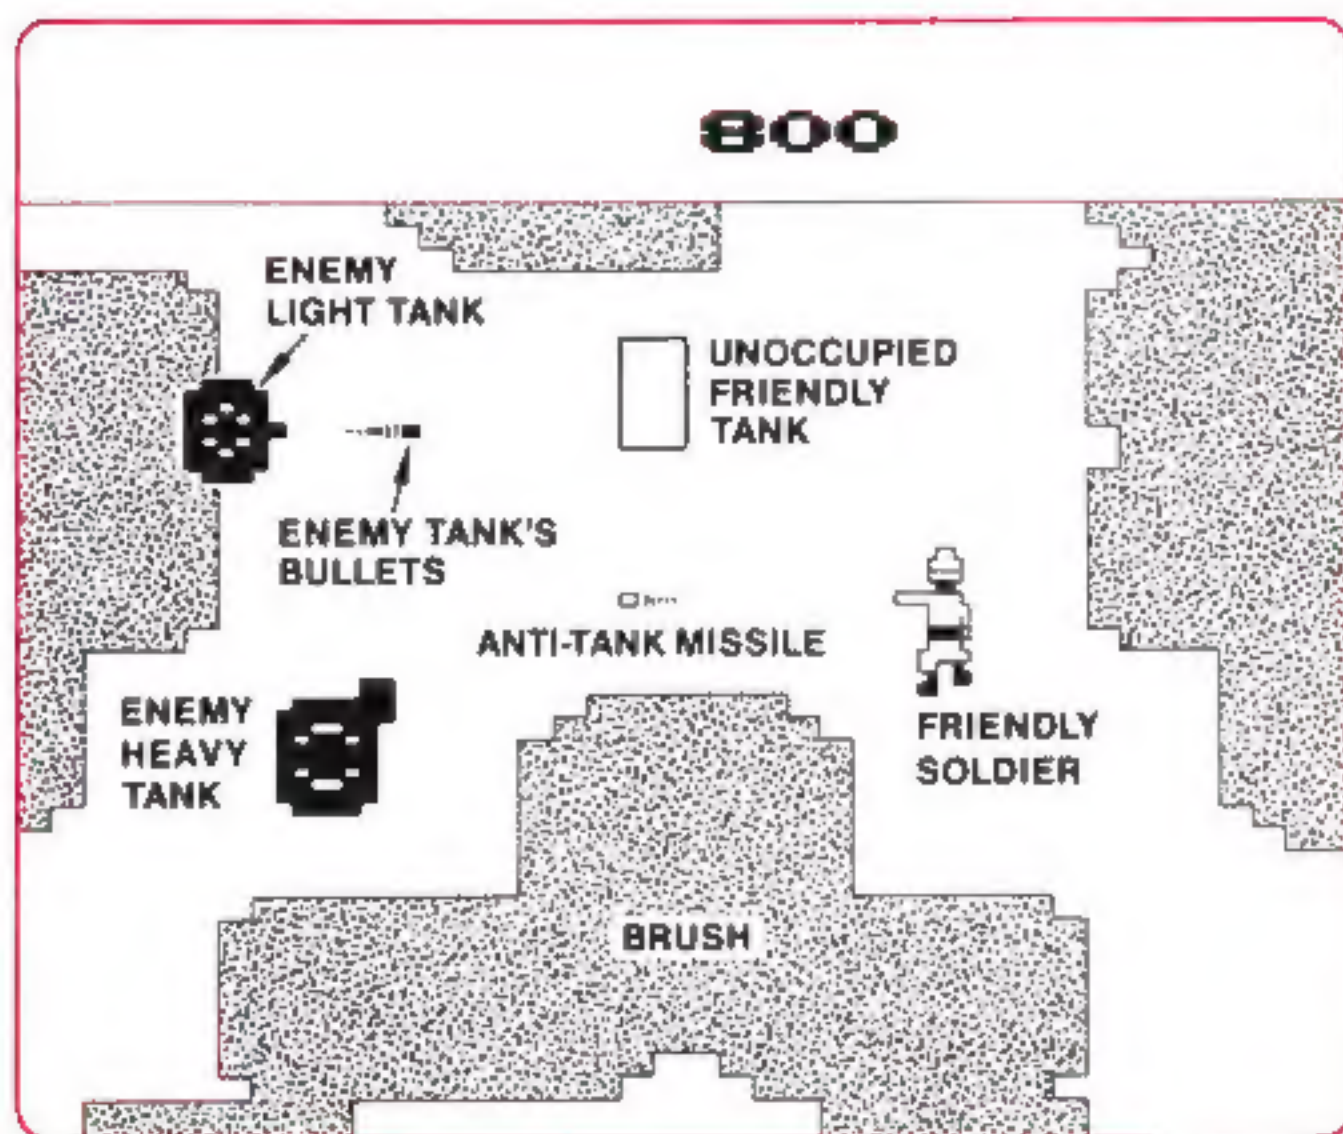 800
ENEMY
LIGHT TANK
UNOCCUPIED
FRIENDLY
TANK
ENEMY TANK'S
BULLETS
ANTI-TANK MISSILE
ENEMY
HEAVY
TANK
FRIENDLY
SOLDIER
BRUSH